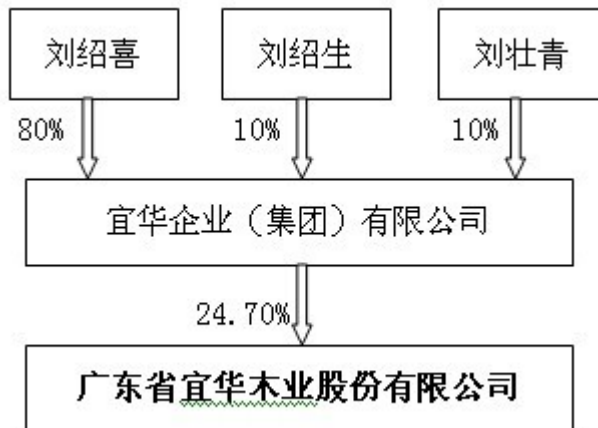 刘绍喜 刘绍生 刘壮青
80% 10% 10%
宜华企业（集团）有限公司
24.70%
广东省宜华木业股份有限公司